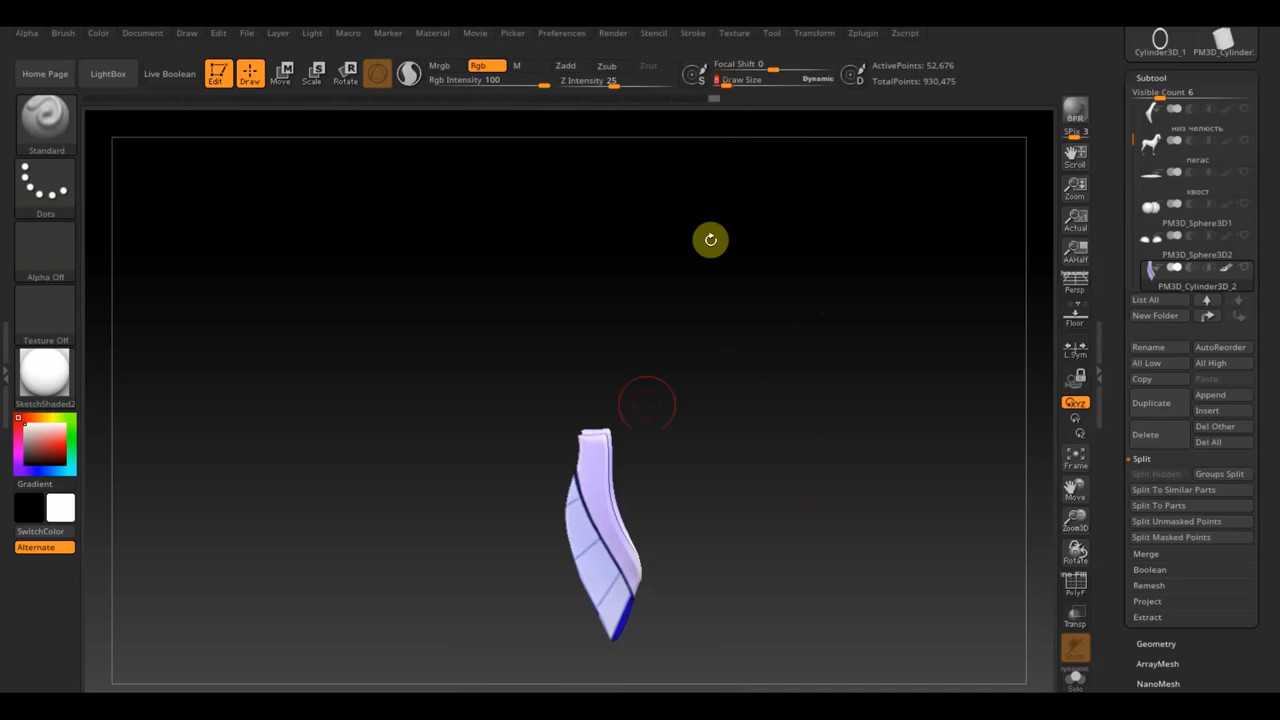 Alpha Brush Color Document Draw Edit File Layer Light Macro Marker Material Movie Picker Preferences Render Stencil Stroke Texture Tool Transform Zplugin Zscript
Cylinder3D_1 PM3D_Cylinder.
Home Page LightBox Live Boolean Edit Draw Move Scale Rotate
Mrgb Rgb M Zadd Zsub Zcut
Rgb Intensity 100 Z Intensity 25
Focal Shift 0
8 Draw Size Dynamic
S D
ActivePoints: 52,676
TotalPoints: 930,475
Standard
Dots
Alpha Off
Texture Off
SketchShaded2
Gradient
SwitchColor
Alternate
BPR
SPix 3
Scroll
Zoom
Actual
AAHalf
Dynamic
Persp
Floor
L.Sym
XYZ
Frame
Move
Zoom3D
Rotate
PolyF
Transp
Ghost
Dynamic
Solo
Subtool
Visible Count 6
низ челюсть
пегас
хвост
PM3D_Sphere3D1
PM3D_Sphere3D2
PM3D_Cylinder3D_2
List All
New Folder
Rename AutoReorder
All Low All High
Copy Paste
Duplicate Append
Insert
Delete Del Other
Del All
Split
Split Hidden Groups Split
Split To Similar Parts
Split To Parts
Split Unmasked Points
Split Masked Points
Merge
Boolean
Remesh
Project
Extract
Geometry
ArrayMesh
NanoMesh